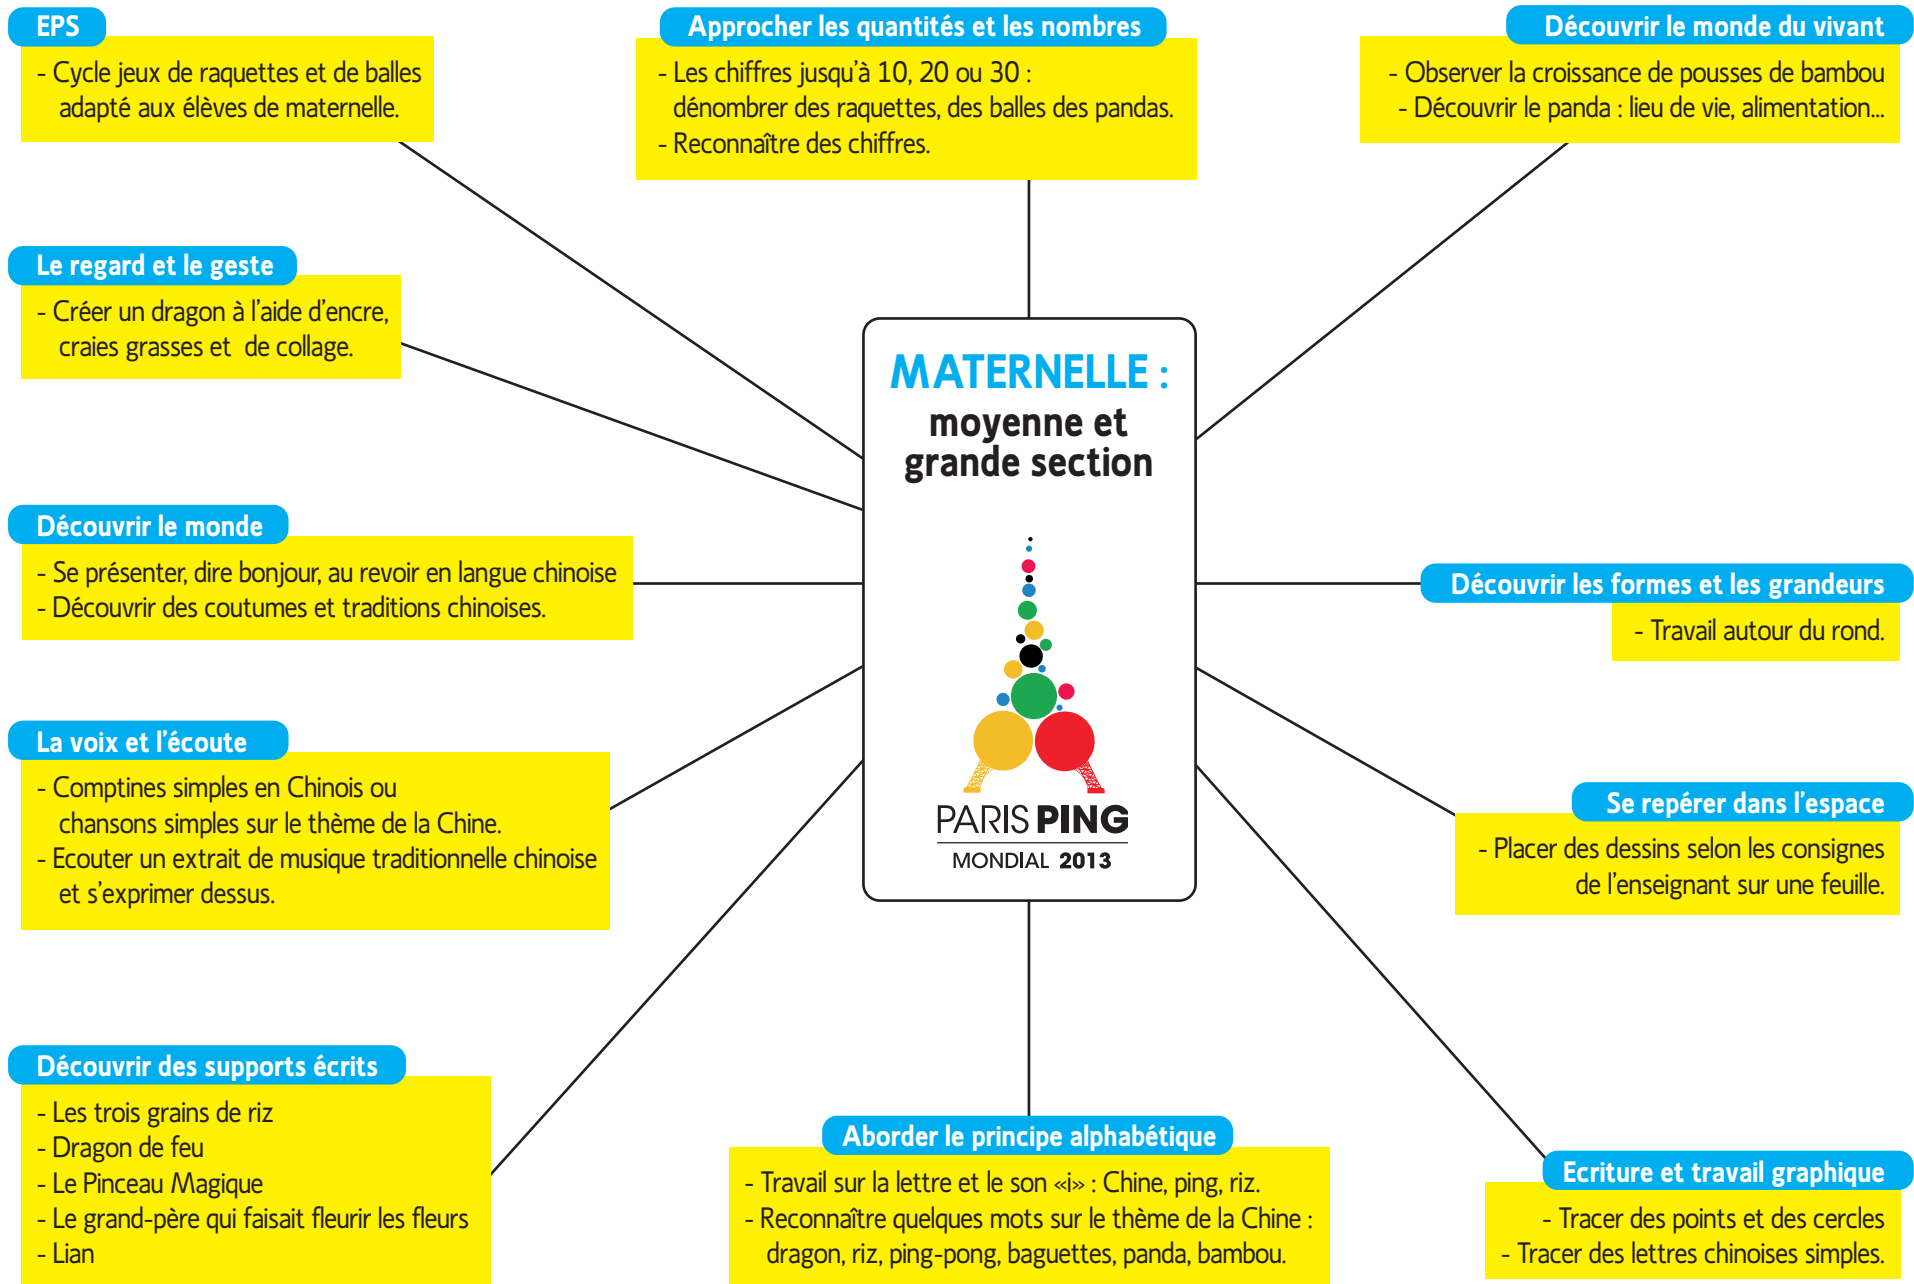 EPS
- Cycle jeux de raquettes et de balles
adapté aux élèves de maternelle.
Approcher les quantités et les nombres
- Les chiffres jusqu'à 10, 20 ou 30 :
dénombrer des raquettes, des balles des pandas.
- Reconnaître des chiffres.
Découvrir le monde du vivant
- Observer la croissance de pousses de bambou
- Découvrir le panda : lieu de vie, alimentation...
Le regard et le geste
- Créer un dragon à l'aide d'encre,
craies grasses et de collage.
MATERNELLE :
moyenne et
grande section
PARIS PING
MONDIAL 2013
Découvrir le monde
- Se présenter, dire bonjour, au revoir en langue chinoise
- Découvrir des coutumes et traditions chinoises.
Découvrir les formes et les grandeurs
- Travail autour du rond.
La voix et l'écoute
- Comptines simples en Chinois ou
chansons simples sur le thème de la Chine.
- Ecouter un extrait de musique traditionnelle chinoise
et s'exprimer dessus.
Se repérer dans l'espace
- Placer des dessins selon les consignes
de l'enseignant sur une feuille.
Découvrir des supports écrits
- Les trois grains de riz
- Dragon de feu
- Le Pinceau Magique
- Le grand-père qui faisait fleurir les fleurs
- Lian
Aborder le principe alphabétique
- Travail sur la lettre et le son «i» : Chine, ping, riz.
- Reconnaître quelques mots sur le thème de la Chine :
dragon, riz, ping-pong, baguettes, panda, bambou.
Ecriture et travail graphique
- Tracer des points et des cercles
- Tracer des lettres chinoises simples.